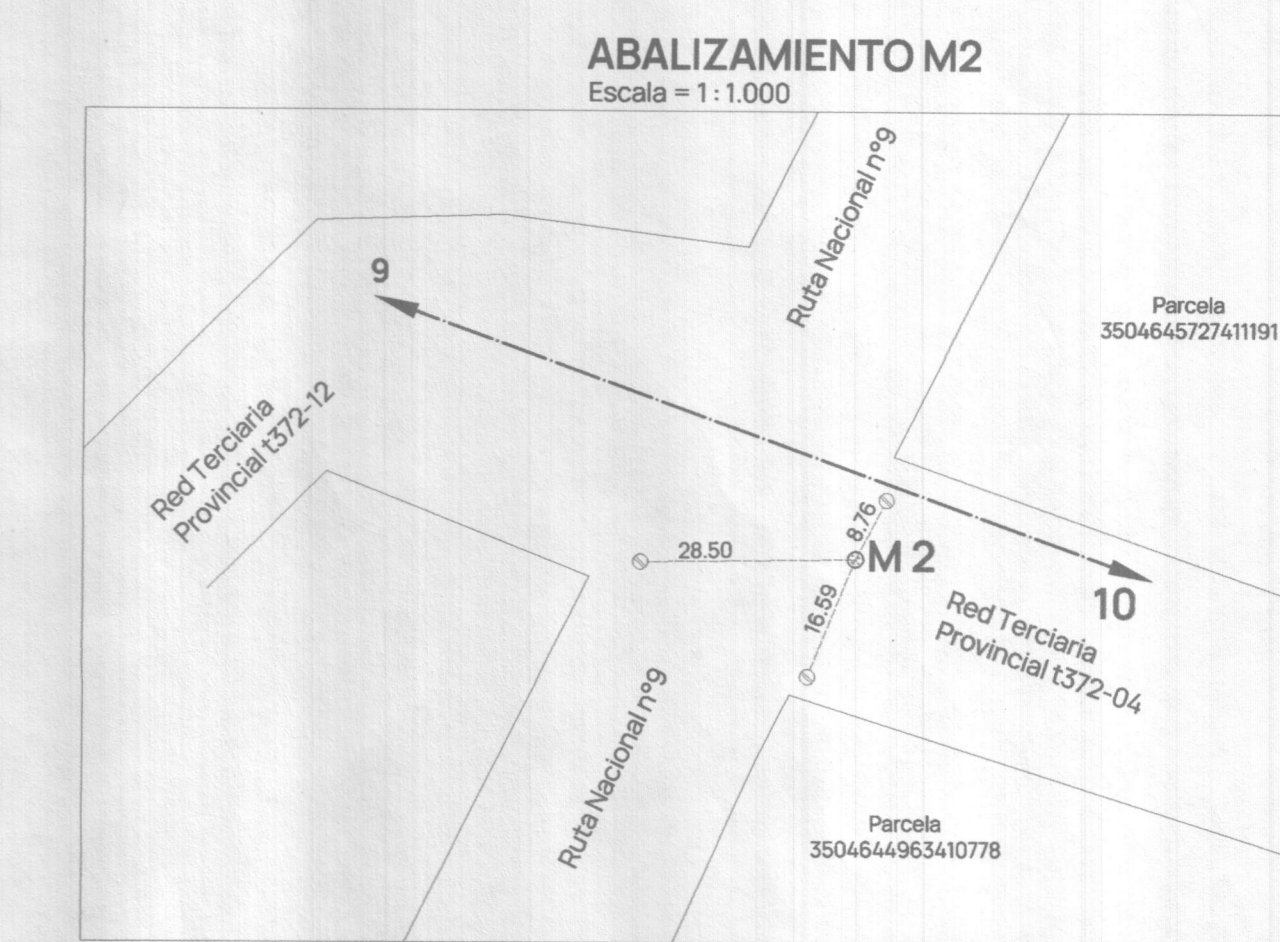 ABALIZAMIENTO M2
Escala = 1 : 1.000
Ruta Nacional nº9
9
Parcela
3504645727411191
Red Terciaria
Provincial t372-12
8.76
28.50
M 2
16.59
10
Red Terciaria
Provincial t372-04
Ruta Nacional nº9
Parcela
3504644963410778